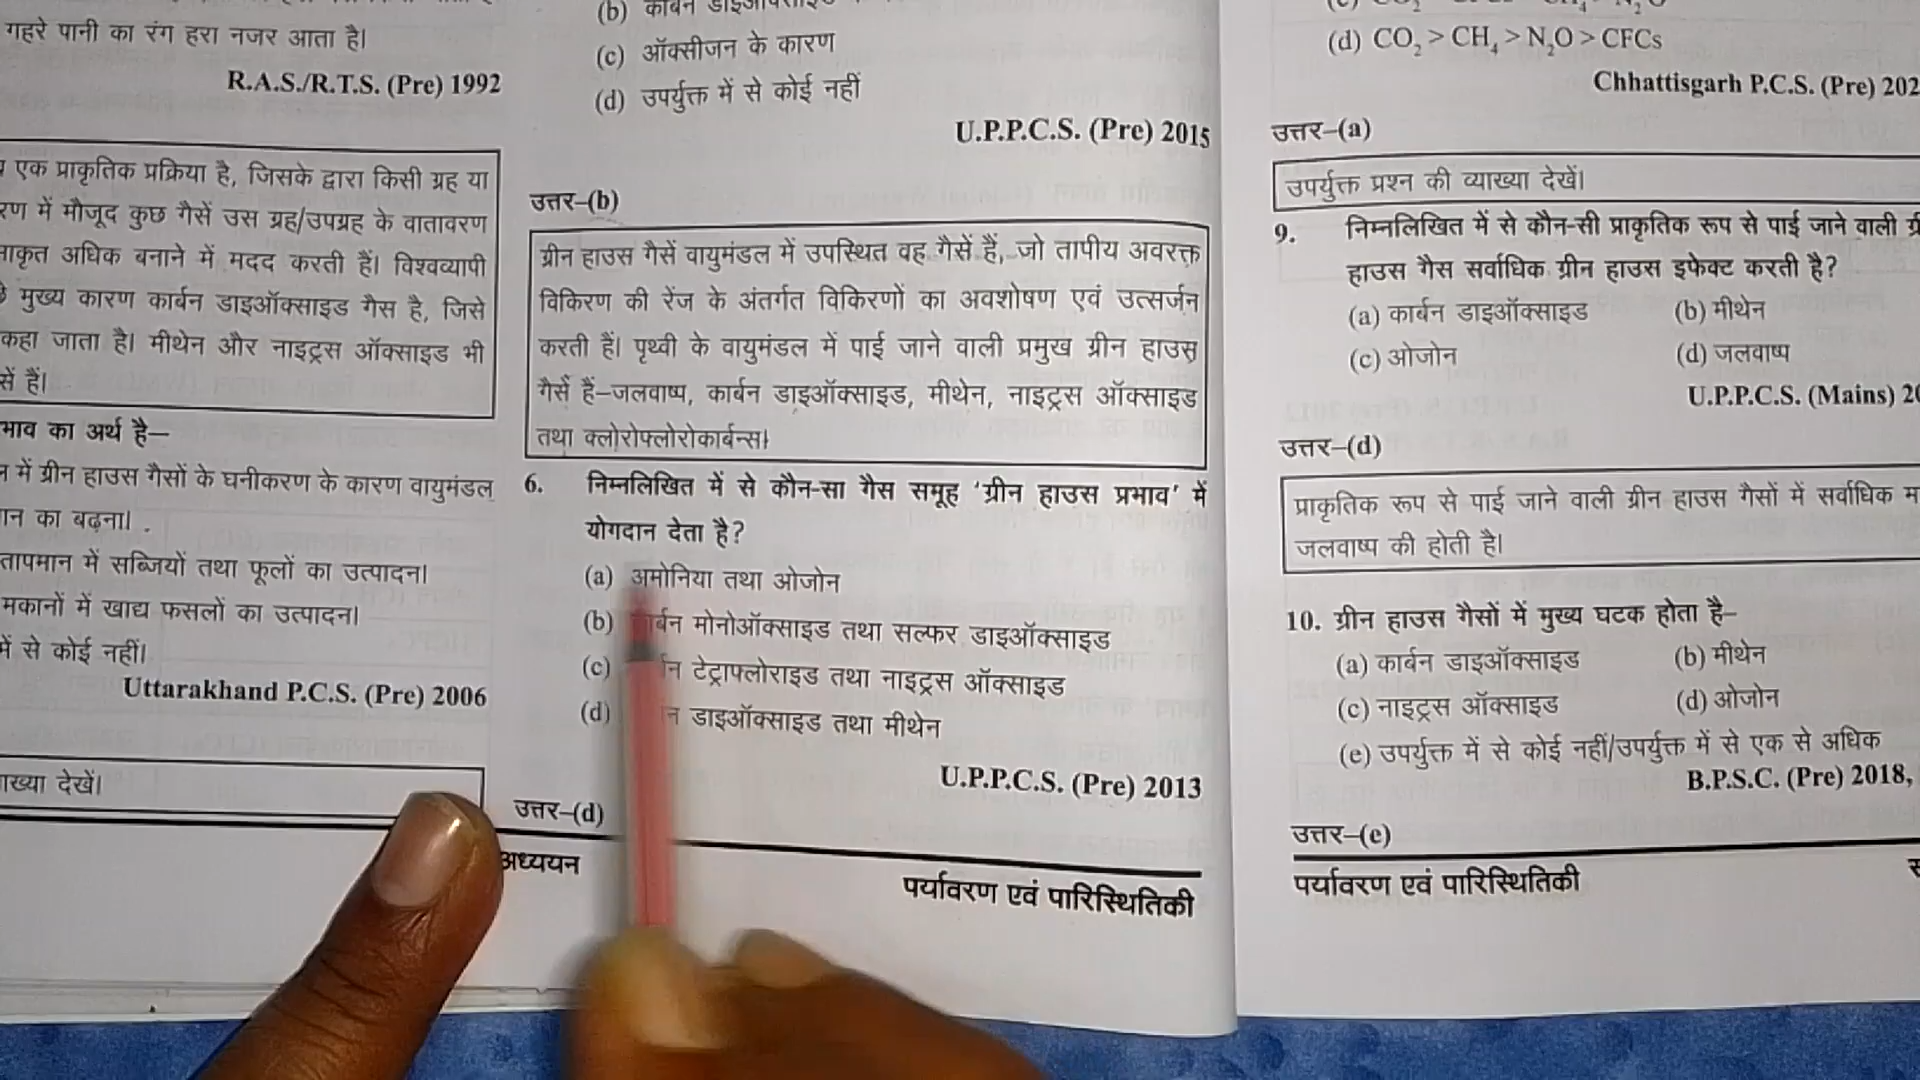 गहरे पानी का रंग हरा नजर आता है।
R.A.S./R.T.S. (Pre) 1992
एक प्राकृतिक प्रक्रिया है, जिसके द्वारा किसी ग्रह या
में मौजूद कुछ गैसें उस ग्रह/उपग्रह के वातावरण
अधिक बनाने में मदद करती हैं। विश्वव्यापी
मुख्य कारण कार्बन डाइऑक्साइड गैस है, जिसे
कहा जाता है। मीथेन और नाइट्रस ऑक्साइड भी
हैं।
का अर्थ है—
में ग्रीन हाउस गैसों के घनीकरण के कारण वायुमंडल
का बढ़ना।
तापमान में सब्जियों तथा फूलों का उत्पादन।
मकानों में खाद्य फसलों का उत्पादन।
में से कोई नहीं।
Uttarakhand P.C.S. (Pre) 2006
देखें।
अध्ययन
(b) कार्बन
(c) ऑक्सीजन के कारण
(d) उपर्युक्त में से कोई नहीं
U.P.P.C.S. (Pre) 2015
उत्तर–(b)
ग्रीन हाउस गैसें वायुमंडल में उपस्थित वह गैसें हैं, जो तापीय अवरक्त
विकिरण की रेंज के अंतर्गत विकिरणों का अवशोषण एवं उत्सर्जन
करती हैं। पृथ्वी के वायुमंडल में पाई जाने वाली प्रमुख ग्रीन हाउस
गैसें हैं–जलवाष्प, कार्बन डाइऑक्साइड, मीथेन, नाइट्रस ऑक्साइड
तथा क्लोरोफ्लोरोकार्बन्स।
6. निम्नलिखित में से कौन-सा गैस समूह 'ग्रीन हाउस प्रभाव' में
योगदान देता है?
(a) अमोनिया तथा ओजोन
(b) मोनोऑक्साइड तथा सल्फर डाइऑक्साइड
(c) टेट्राफ्लोराइड तथा नाइट्रस ऑक्साइड
(d) डाइऑक्साइड तथा मीथेन
U.P.P.C.S. (Pre) 2013
उत्तर–(d)
पर्यावरण एवं पारिस्थितिकी
(d) CO₂ > CH₄ > N₂O > CFCs
Chhattisgarh P.C.S. (Pre)
उत्तर–(a)
उपर्युक्त प्रश्न की व्याख्या देखें।
9. निम्नलिखित में से कौन-सी प्राकृतिक रूप से पाई जाने वाली
हाउस गैस सर्वाधिक ग्रीन हाउस इफेक्ट करती है?
(a) कार्बन डाइऑक्साइड (b) मीथेन
(c) ओजोन (d) जलवाष्प
U.P.P.C.S. (Mains)
उत्तर–(d)
प्राकृतिक रूप से पाई जाने वाली ग्रीन हाउस गैसों में सर्वाधिक
जलवाष्प की होती है।
10. ग्रीन हाउस गैसों में मुख्य घटक होता है–
(a) कार्बन डाइऑक्साइड (b) मीथेन
(c) नाइट्रस ऑक्साइड (d) ओजोन
(e) उपर्युक्त में से कोई नहीं/उपर्युक्त में से एक से अधिक
B.P.S.C. (Pre) 2018,
उत्तर–(e)
पर्यावरण एवं पारिस्थितिकी